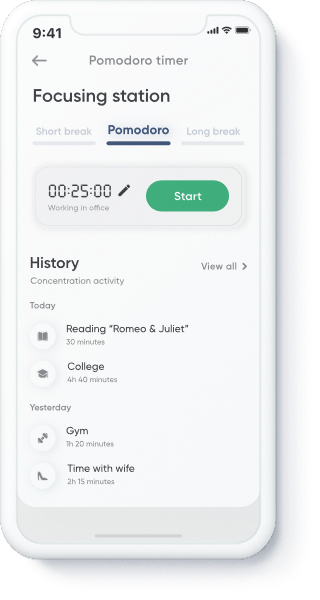 9:41
Pomodoro timer
Focusing station
Short break Pomodoro Long break
00:25:00
Start
Working in office
History
View all
Concentration activity
Today
Reading “Romeo & Juliet”
30 minutes
College
4h 40 minutes
Yesterday
Gym
1h 20 minutes
Time with wife
2h 15 minutes